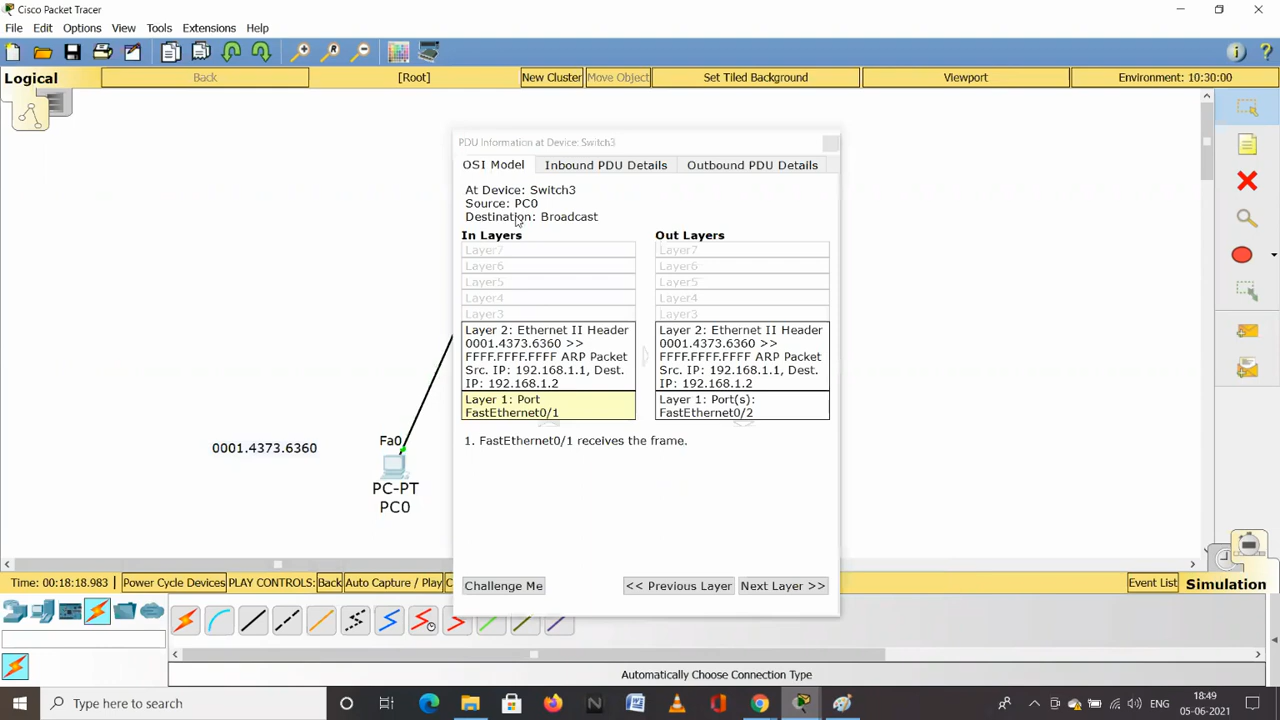 Cisco Packet Tracer
File Edit Options View Tools Extensions Help
Logical Back [Root] New Cluster Move Object Set Tiled Background Viewport Environment: 10:30:00
PDU Information at Device: Switch3
OSI Model Inbound PDU Details Outbound PDU Details
At Device: Switch3
Source: PC0
Destination: Broadcast
In Layers Out Layers
Layer7 Layer7
Layer6 Layer6
Layer5 Layer5
Layer4 Layer4
Layer3 Layer3
Layer 2: Ethernet II Header Layer 2: Ethernet II Header
0001.4373.6360 >> 0001.4373.6360 >>
FFFF.FFFF.FFFF ARP Packet FFFF.FFFF.FFFF ARP Packet
Src. IP: 192.168.1.1, Dest. Src. IP: 192.168.1.1, Dest.
IP: 192.168.1.2 IP: 192.168.1.2
Layer 1: Port Layer 1: Port(s):
FastEthernet0/1 FastEthernet0/2
1. FastEthernet0/1 receives the frame.
Fa0
0001.4373.6360
PC-PT
PC0
Challenge Me << Previous Layer Next Layer >>
Time: 00:18:18.983 Power Cycle Devices PLAY CONTROLS: Back Auto Capture / Play C Event List Simulation
Automatically Choose Connection Type
Type here to search
ENG
18:49
05-06-2021